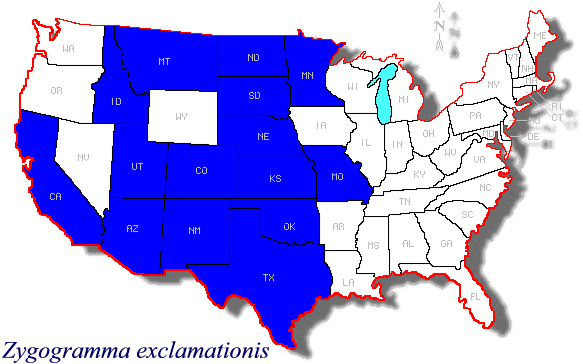 N N
ME
WA
VT
NH
MT
ND
MN
OR
ID
SD
WI
MI
NY
MA
RI
CT
WY
IA
PA
NJ
NE
OH
MD
DE
NV
UT
CO
IL
IN
WV
VA
KS
MO
KY
CA
NC
TN
AZ
NM
OK
AR
SC
MS
AL
GA
TX
LA
FL
Zygogramma exclamationis